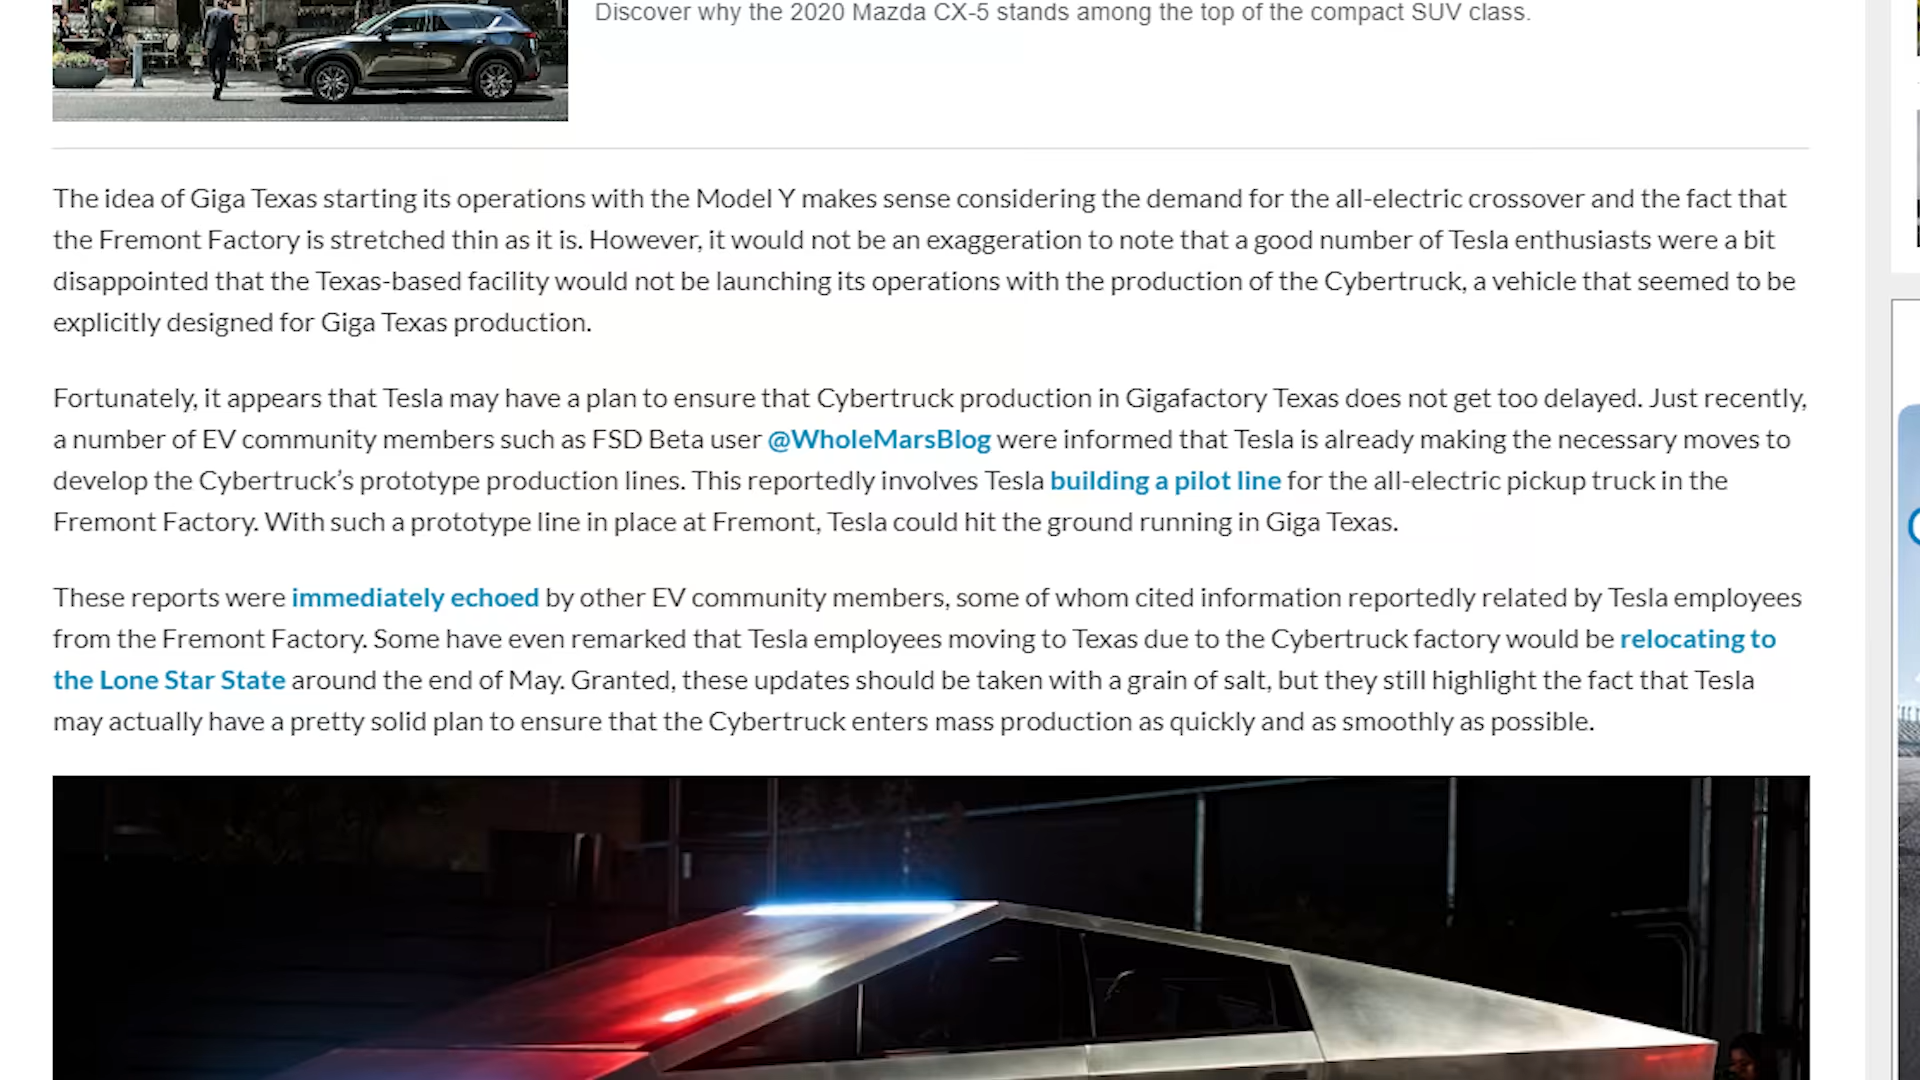 Discover why the 2020 Mazda CX-5 stands among the top of the compact SUV class.
The idea of Giga Texas starting its operations with the Model Y makes sense considering the demand for the all-electric crossover and the fact that
the Fremont Factory is stretched thin as it is. However, it would not be an exaggeration to note that a good number of Tesla enthusiasts were a bit
disappointed that the Texas-based facility would not be launching its operations with the production of the Cybertruck, a vehicle that seemed to be
explicitly designed for Giga Texas production.
Fortunately, it appears that Tesla may have a plan to ensure that Cybertruck production in Gigafactory Texas does not get too delayed. Just recently,
a number of EV community members such as FSD Beta user @WholeMarsBlog were informed that Tesla is already making the necessary moves to
develop the Cybertruck’s prototype production lines. This reportedly involves Tesla building a pilot line for the all-electric pickup truck in the
Fremont Factory. With such a prototype line in place at Fremont, Tesla could hit the ground running in Giga Texas.
These reports were immediately echoed by other EV community members, some of whom cited information reportedly related by Tesla employees
from the Fremont Factory. Some have even remarked that Tesla employees moving to Texas due to the Cybertruck factory would be relocating to
the Lone Star State around the end of May. Granted, these updates should be taken with a grain of salt, but they still highlight the fact that Tesla
may actually have a pretty solid plan to ensure that the Cybertruck enters mass production as quickly and as smoothly as possible.